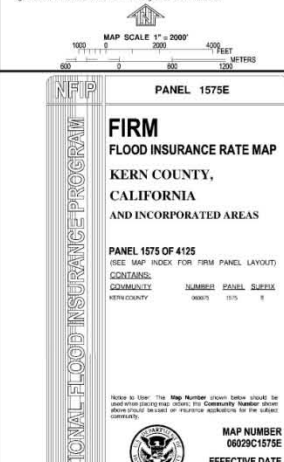 MAP SCALE 1" = 2000'
1000 0 2000 4000
FEET
METERS
600 0 600 1200
NFIP
PANEL 1575E
NATIONAL FLOOD INSURANCE PROGRAM
FIRM
FLOOD INSURANCE RATE MAP
KERN COUNTY,
CALIFORNIA
AND INCORPORATED AREAS
PANEL 1575 OF 4125
(SEE MAP INDEX FOR FIRM PANEL LAYOUT)
CONTAINS:
COMMUNITY NUMBER PANEL SUFFIX
KERN COUNTY 060075 1575 E
Notice to User: The Map Number shown below should be
used when placing map orders; the Community Number shown
above should be used on insurance applications for the subject
community.
MAP NUMBER
06029C1575E
EFFECTIVE DATE